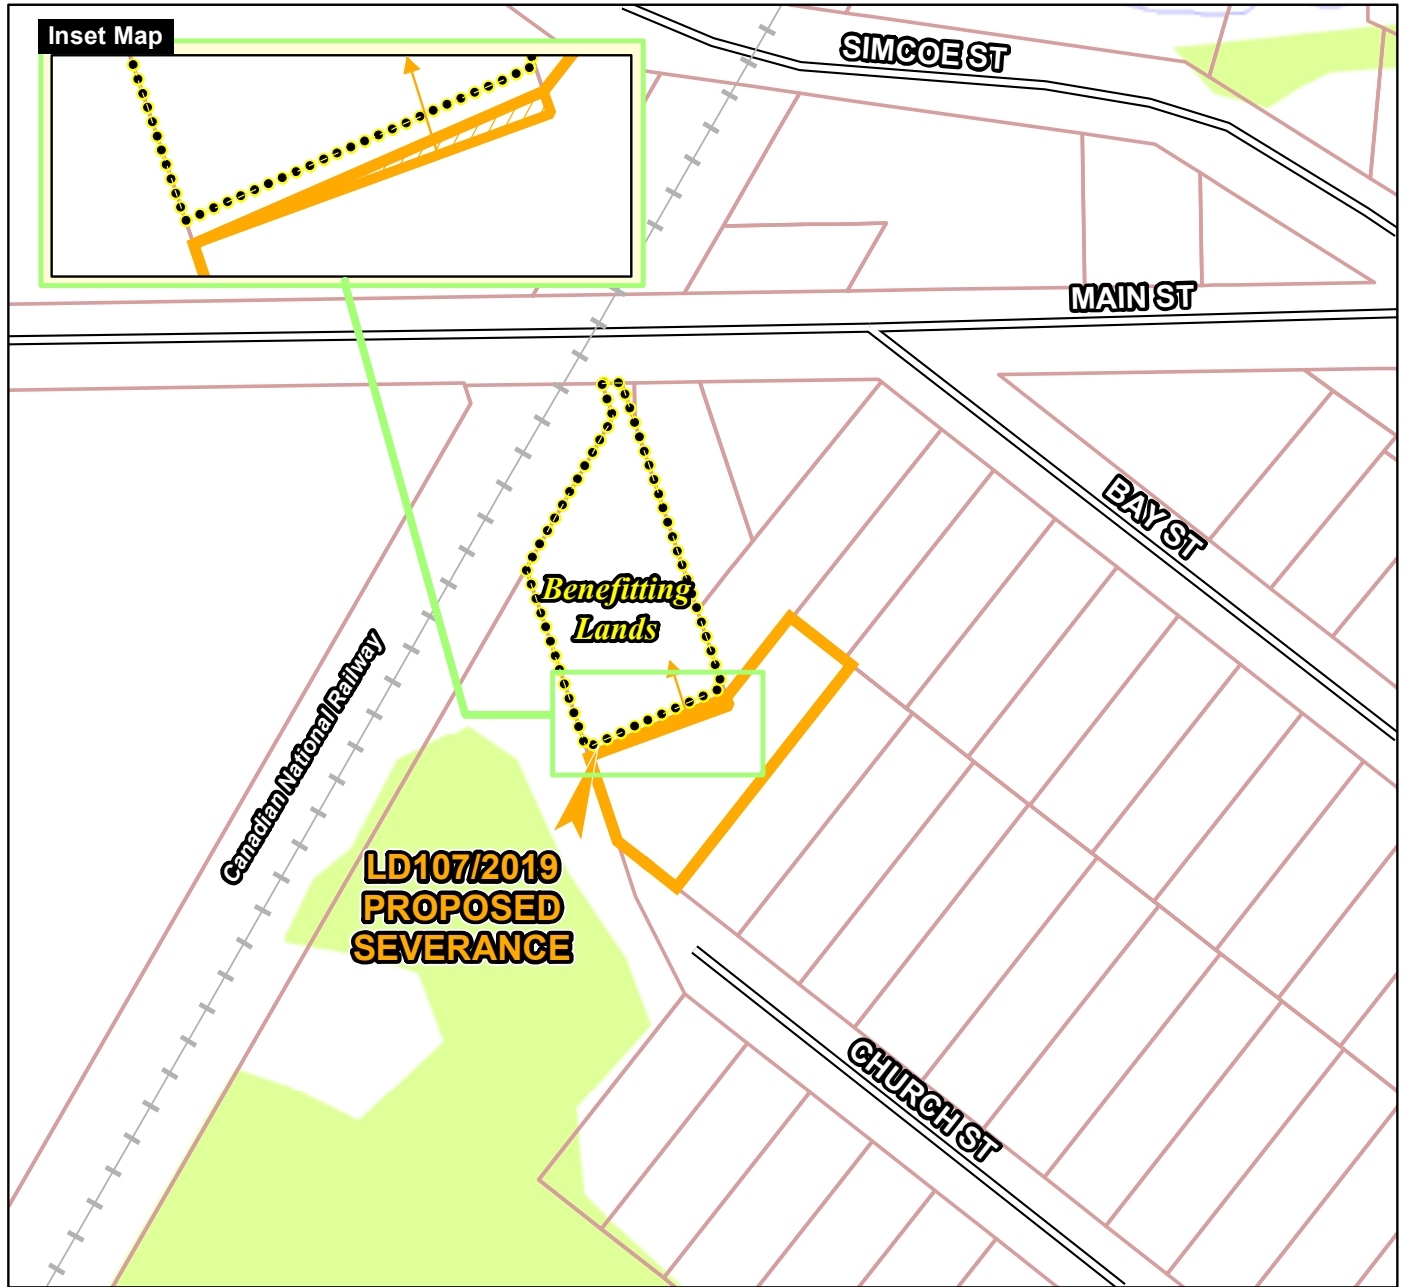 Inset Map
SIMCOE ST
MAIN ST
BAY ST
Benefitting
Lands
Canadian National Railway
LD107/2019
PROPOSED
SEVERANCE
CHURCH ST